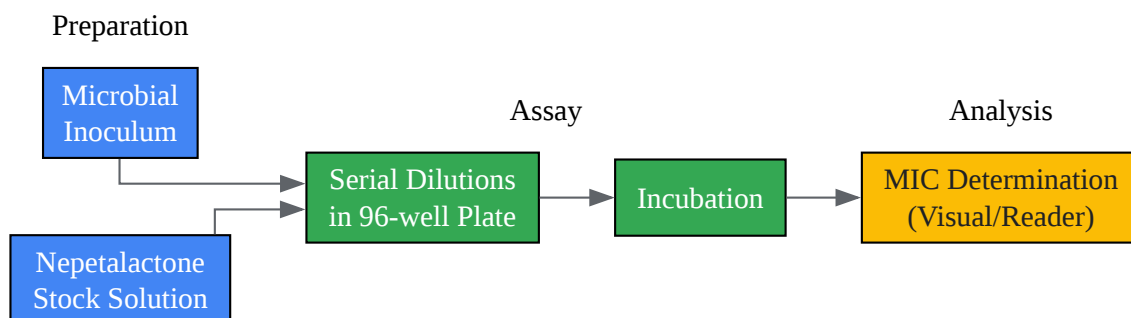 Preparation
Microbial
Inoculum
Nepetalactone
Stock Solution
Assay
Serial Dilutions
in 96-well Plate
Incubation
Analysis
MIC Determination
(Visual/Reader)